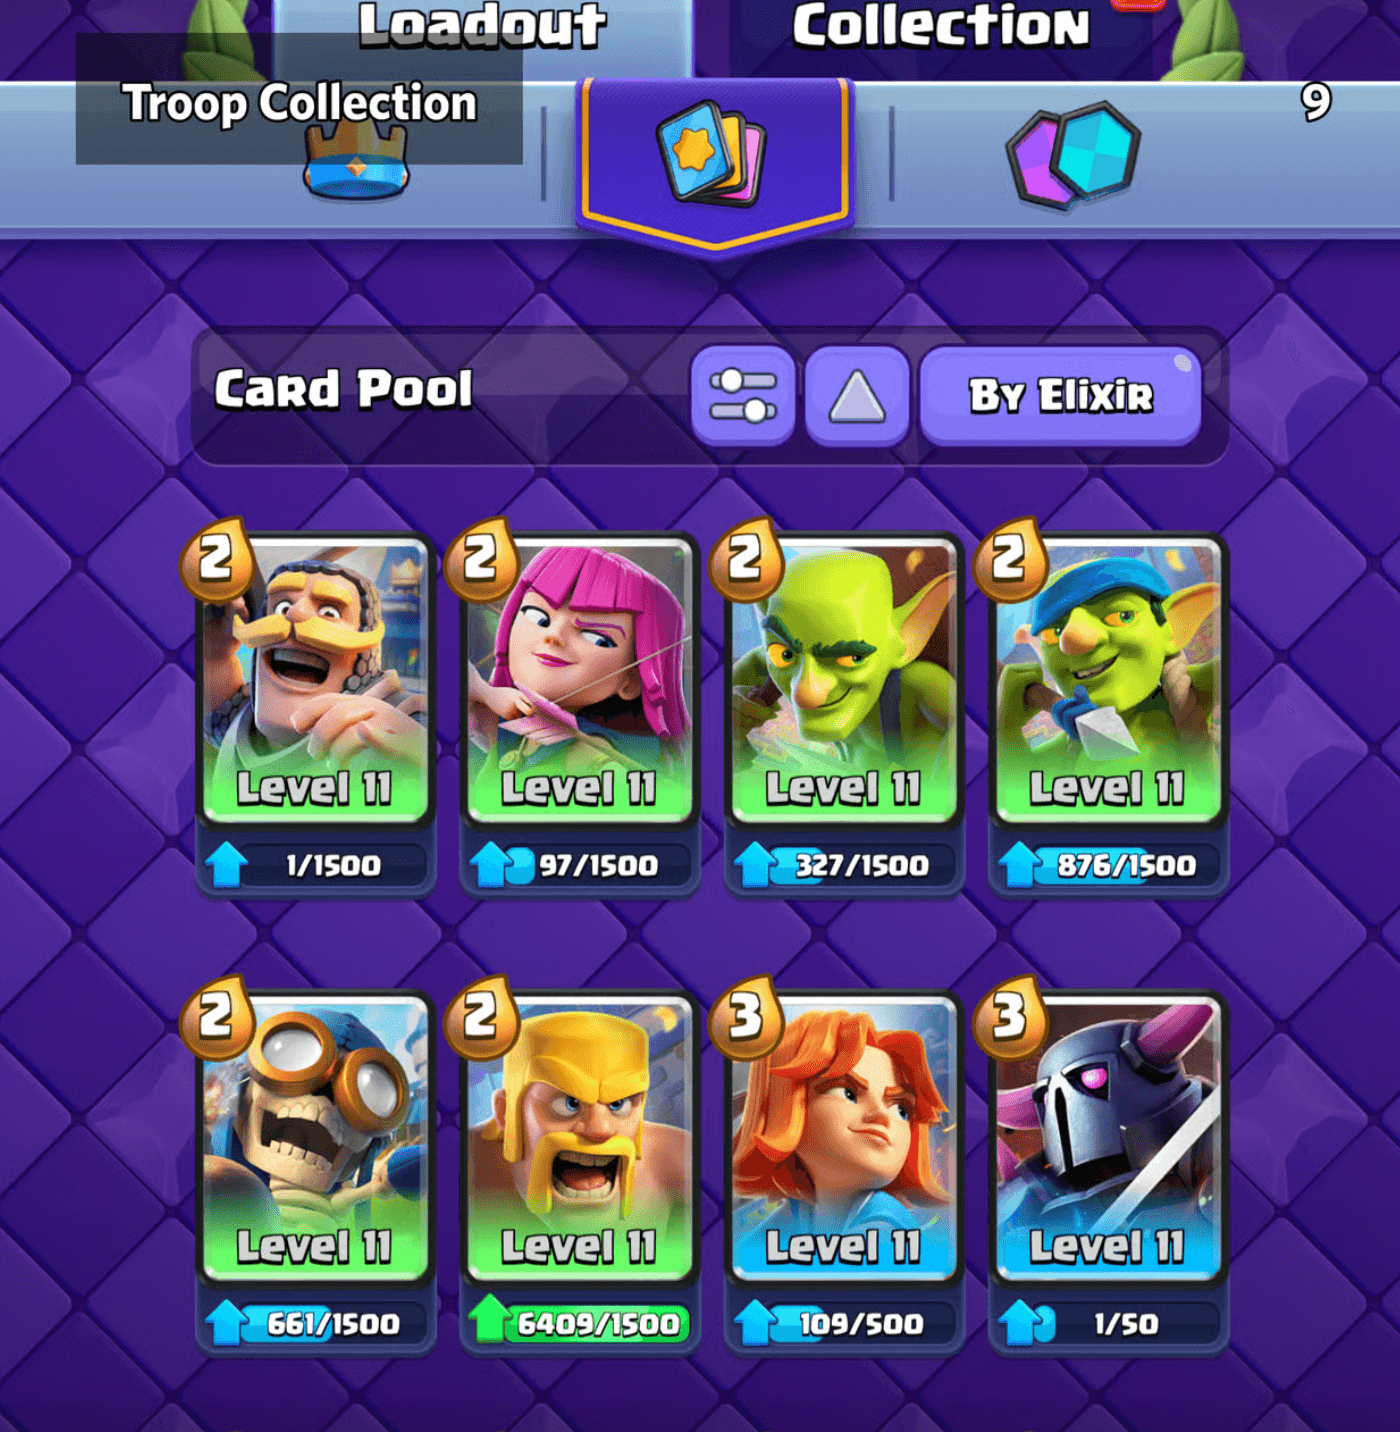 Loadout
Collection
Troop Collection
9
Card Pool
By Elixir
2
2
2
2
Level 11
Level 11
Level 11
Level 11
1/1500
97/1500
327/1500
876/1500
2
2
3
3
Level 11
Level 11
Level 11
Level 11
661/1500
6409/1500
109/500
1/50